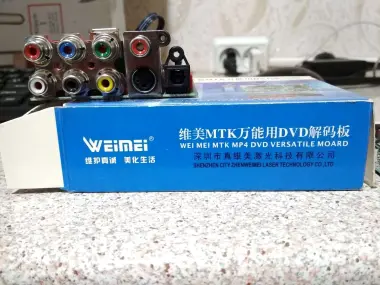 WEiMEi
维护真诚 美化生活
维美MTK万能用DVD解码板
WEI MEI MTK MP4 DVD VERSATILE MOARD
深圳市真维美激光科技有限公司
SHENZHEN CITY ZHENWEIMEI LASER TECHNOLOGY CO.,LTD